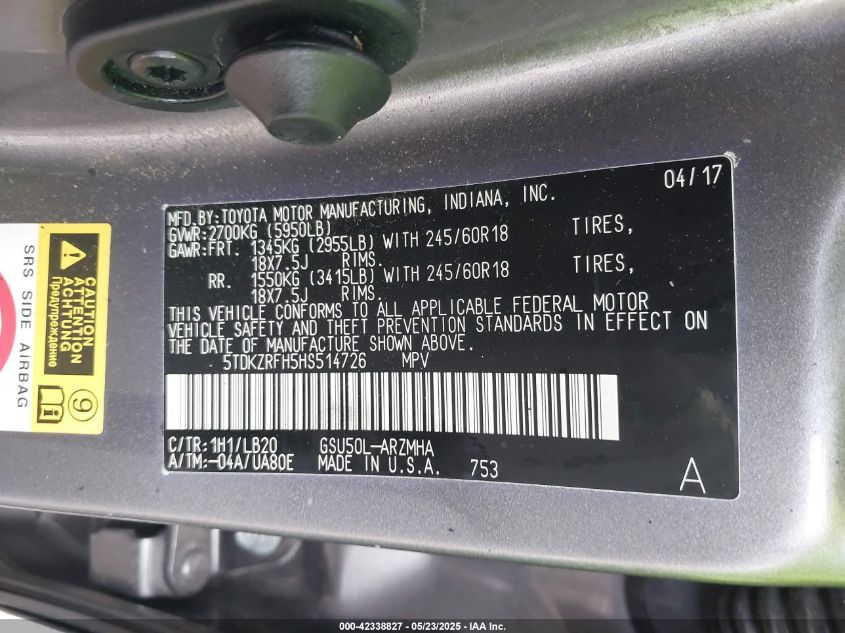 04/17
MFD.BY:TOYOTA MOTOR MANUFACTURING, INDIANA, INC.
GVWR:2700KG (5950LB)
GAWR:FRT. 1345KG (2955LB) WITH 245/60R18 TIRES,
18X7.5J RIMS.
RR. 1550KG (3415LB) WITH 245/60R18 TIRES,
18X7.5J RIMS.
THIS VEHICLE CONFORMS TO ALL APPLICABLE FEDERAL MOTOR
VEHICLE SAFETY AND THEFT PREVENTION STANDARDS IN EFFECT ON
THE DATE OF MANUFACTURE SHOWN ABOVE.
5TDKZRFH5HS514726 MPV
C/TR:1H1/LB20 GSU50L-ARZMHA
A/TM:-04A/UA80E MADE IN U.S.A. 753
A
SRS SIDE AIRBAG
CAUTION
ATTENTION
ACHTUNG
Предупреждение
9
i
000-42338827 - 05/23/2025 - IAA Inc.